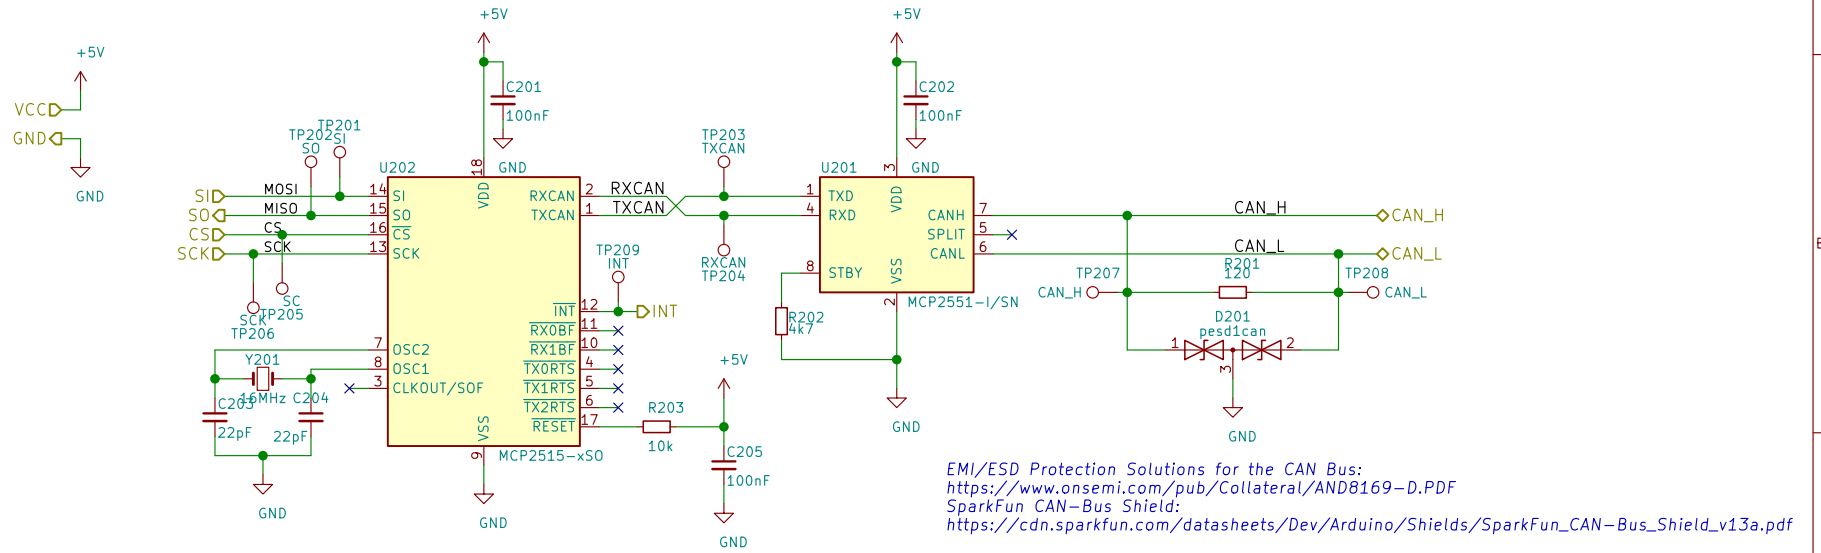 +5V
VCC
GND
GND
+5V
C201
100nF
GND
TP201
SI
TP202
SO
U202
SI
SO
CS
SCK
MOSI
MISO
CS
SCK
14
15
16
13
SI
SO
CS
SCK
18
VDD
RXCAN
TXCAN
2
1
RXCAN
TXCAN
SC
TP205
SCK
TP206
7
8
3
OSC2
OSC1
CLKOUT/SOF
Y201
16MHz
C203
22pF
C204
22pF
GND
INT
RX0BF
RX1BF
TX0RTS
TX1RTS
TX2RTS
RESET
12
11
10
4
5
6
17
TP209
INT
INT
VSS
9
MCP2515-xSO
GND
R203
10k
+5V
C205
100nF
GND
TP203
TXCAN
RXCAN
TP204
+5V
C202
100nF
GND
U201
1
4
8
TXD
RXD
STBY
3
VDD
CANH
SPLIT
CANL
7
5
6
VSS
2
MCP2551-I/SN
R202
4k7
GND
CAN_H
CAN_L
CAN_H
CAN_L
TP207
CAN_H
R201
120
TP208
CAN_L
D201
pesd1can
1
2
3
GND
EMI/ESD Protection Solutions for the CAN Bus:
https://www.onsemi.com/pub/Collateral/AND8169-D.PDF
SparkFun CAN-Bus Shield:
https://cdn.sparkfun.com/datasheets/Dev/Arduino/Shields/SparkFun_CAN-Bus_Shield_v13a.pdf